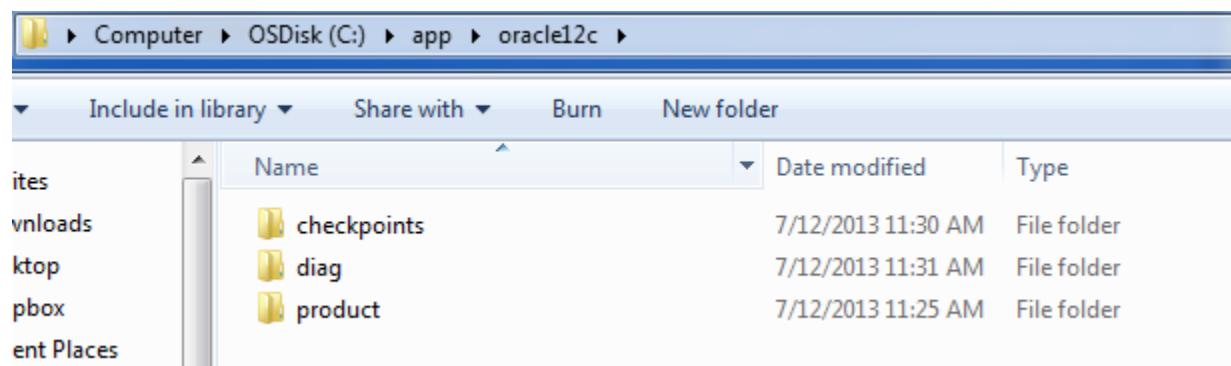 Computer OSDisk (C:) app oracle12c
Include in library Share with Burn New folder
Name Date modified Type
ites
wnloads
ktop
pbox
ent Places
checkpoints 7/12/2013 11:30 AM File folder
diag 7/12/2013 11:31 AM File folder
product 7/12/2013 11:25 AM File folder